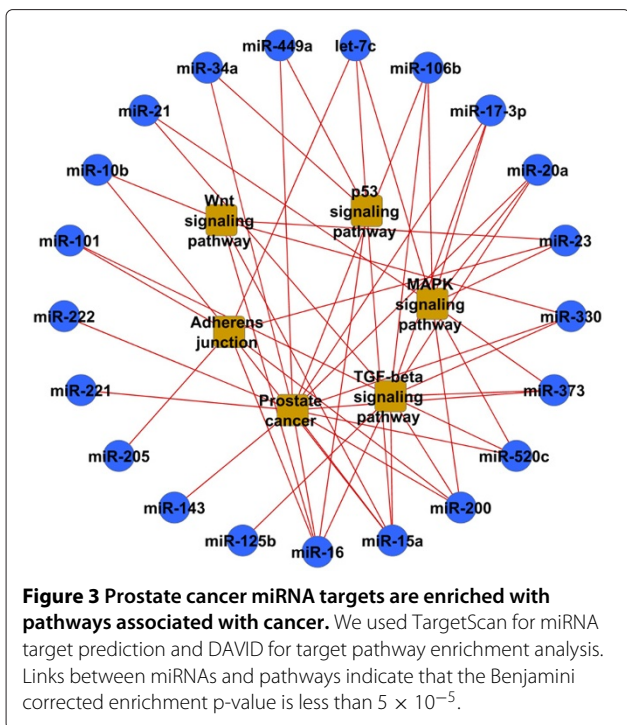 miR-449a
let-7c
miR-34a
miR-106b
miR-21
miR-17-3p
miR-10b
miR-20a
Wnt
signaling
pathway
p53
signaling
pathway
miR-101
miR-23
MAPK
signaling
pathway
miR-222
miR-330
Adherens
junction
miR-221
TGF-beta
signaling
pathway
miR-373
Prostate
cancer
miR-205
miR-520c
miR-143
miR-200
miR-125b
miR-16
miR-15a
Figure 3 Prostate cancer miRNA targets are enriched with
pathways associated with cancer. We used TargetScan for miRNA
target prediction and DAVID for target pathway enrichment analysis.
Links between miRNAs and pathways indicate that the Benjamini
corrected enrichment p-value is less than 5 × 10⁻⁵.